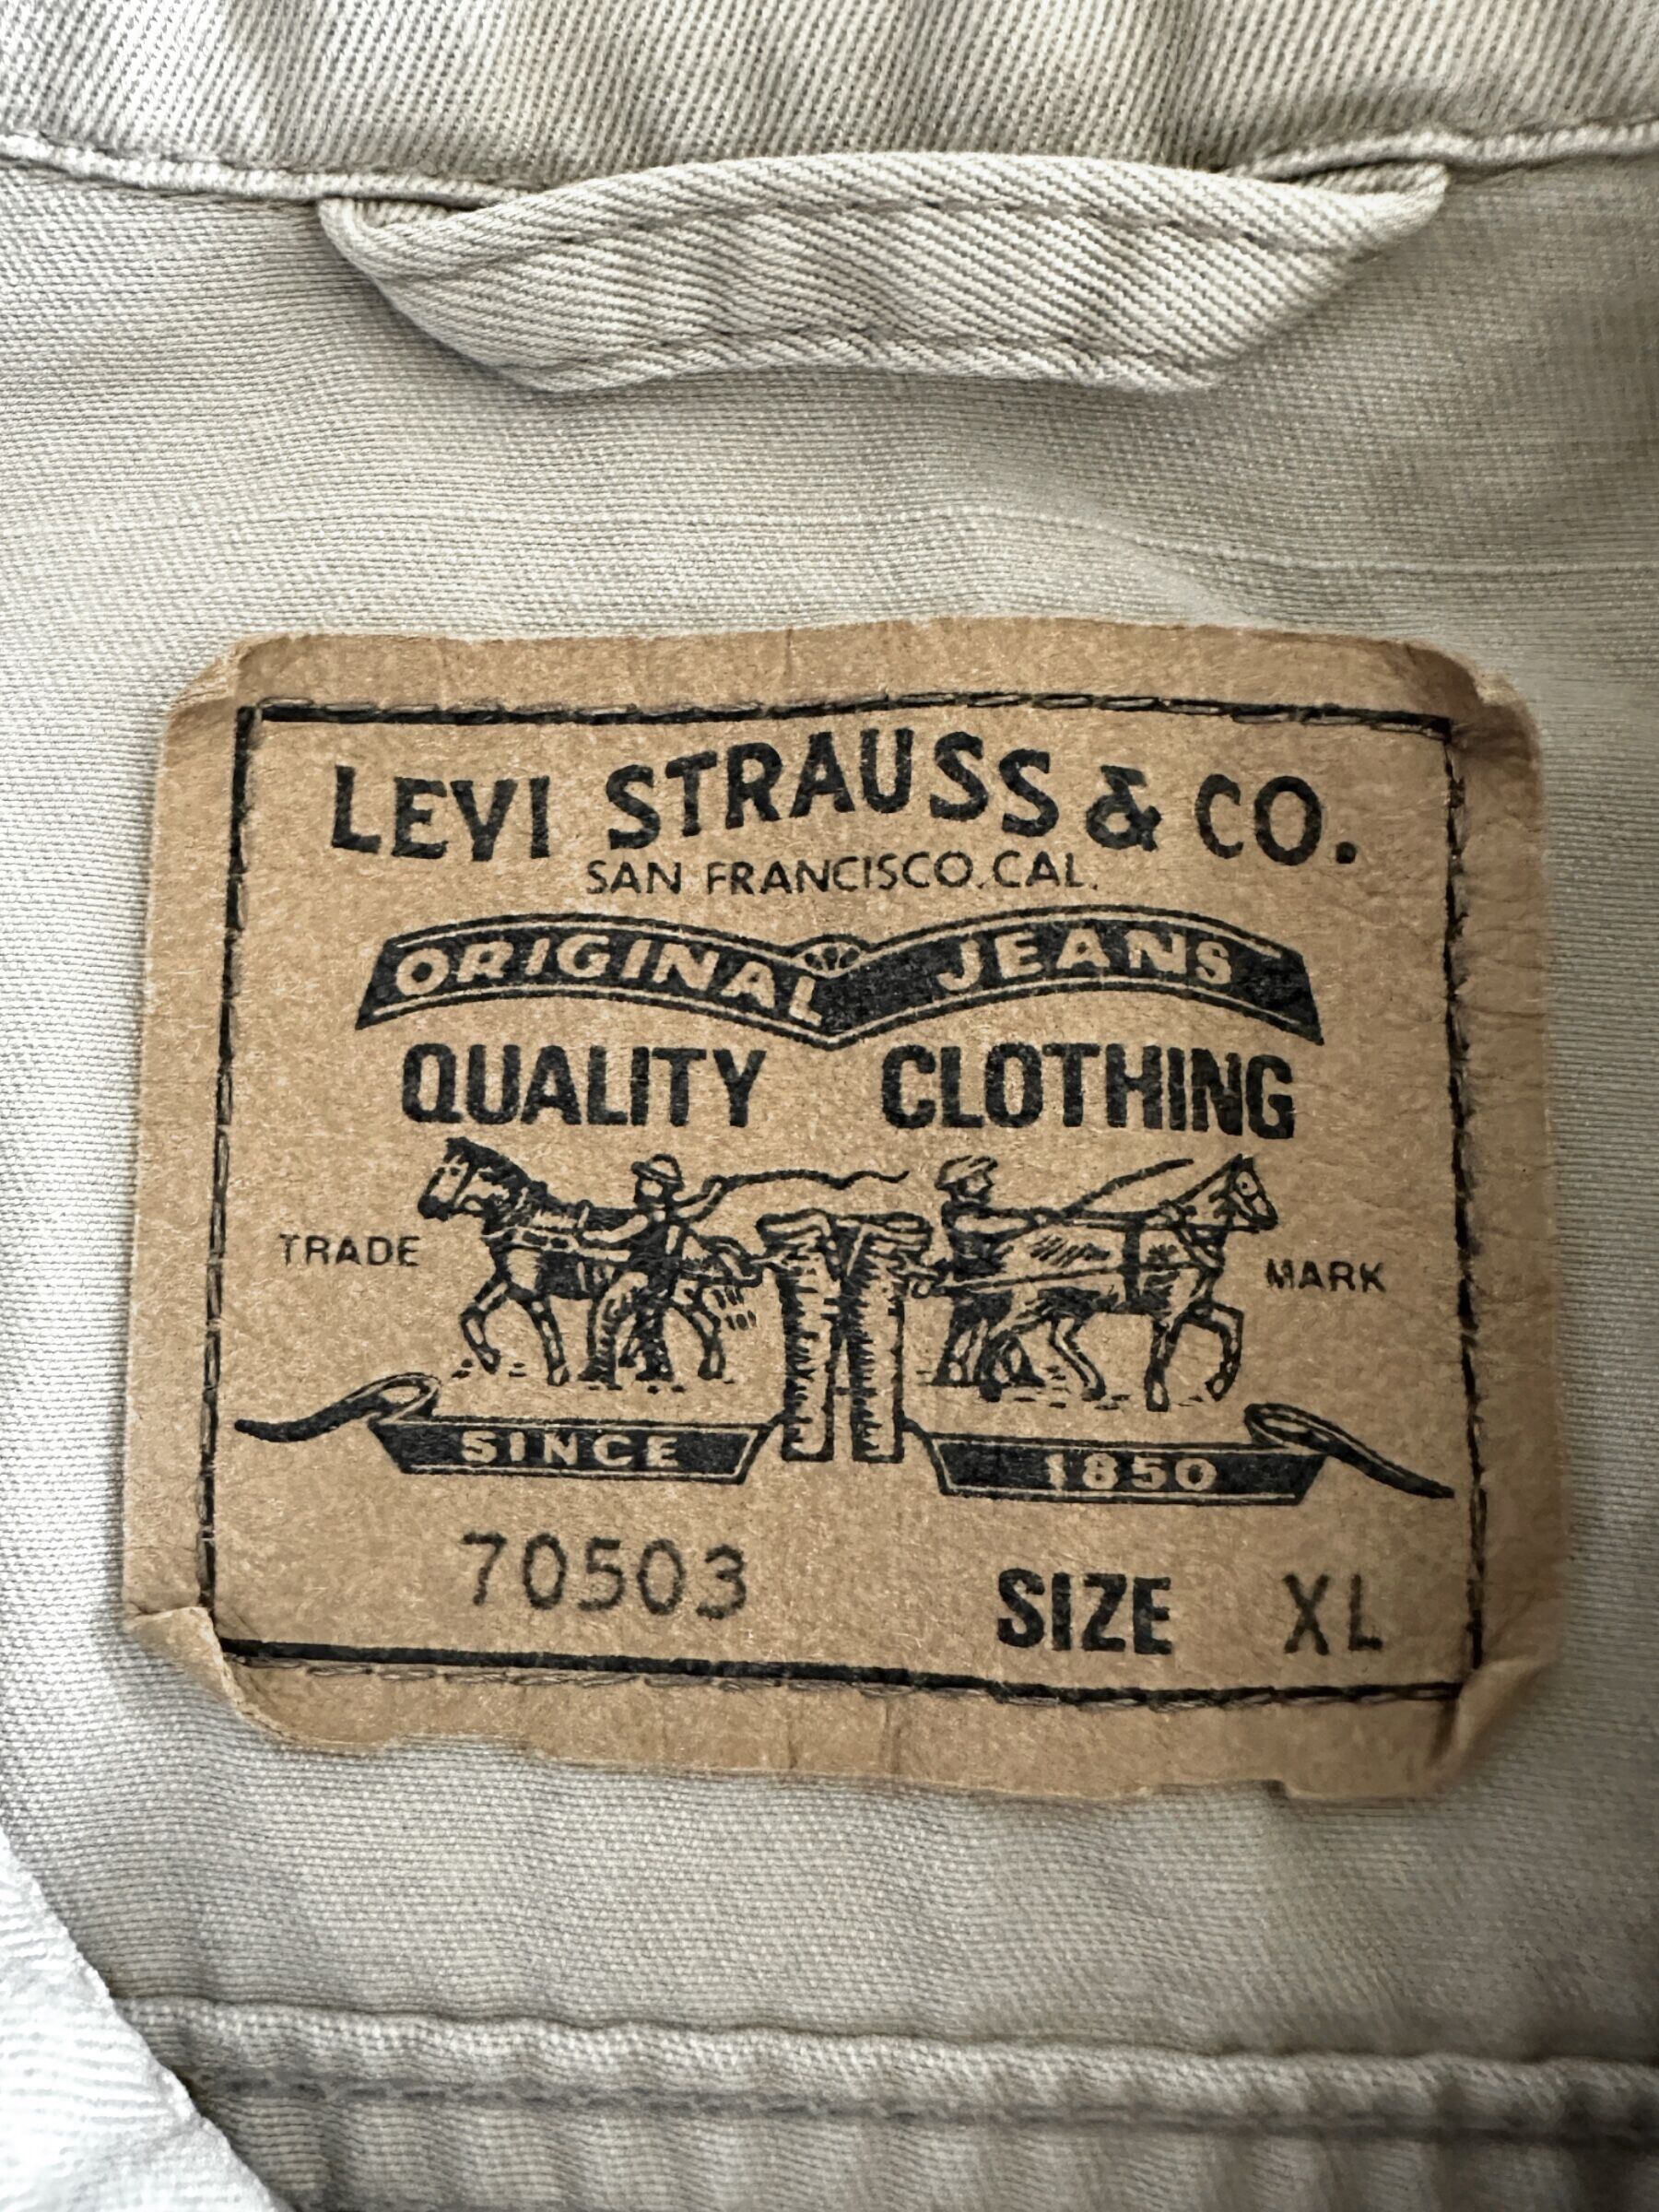 LEVI STRAUSS & CO.
SAN FRANCISCO, CAL.
ORIGINAL JEANS
QUALITY CLOTHING
TRADE MARK
SINCE 1850
70503 SIZE XL